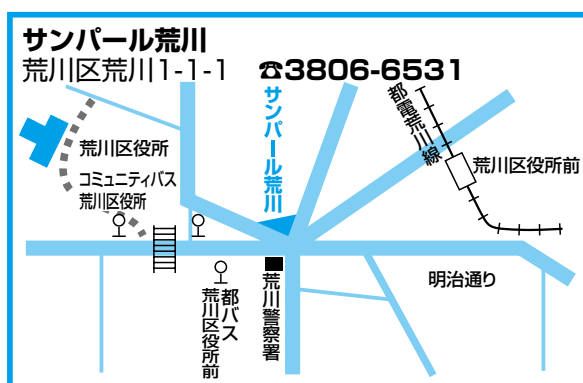 サンパール荒川
荒川区荒川1-1-1 ☎3806-6531
サンパール荒川
都電荒川線
荒川区役所前
荒川区役所
コミュニティバス
荒川区役所
明治通り
荒川警察署
都バス
荒川区役所前